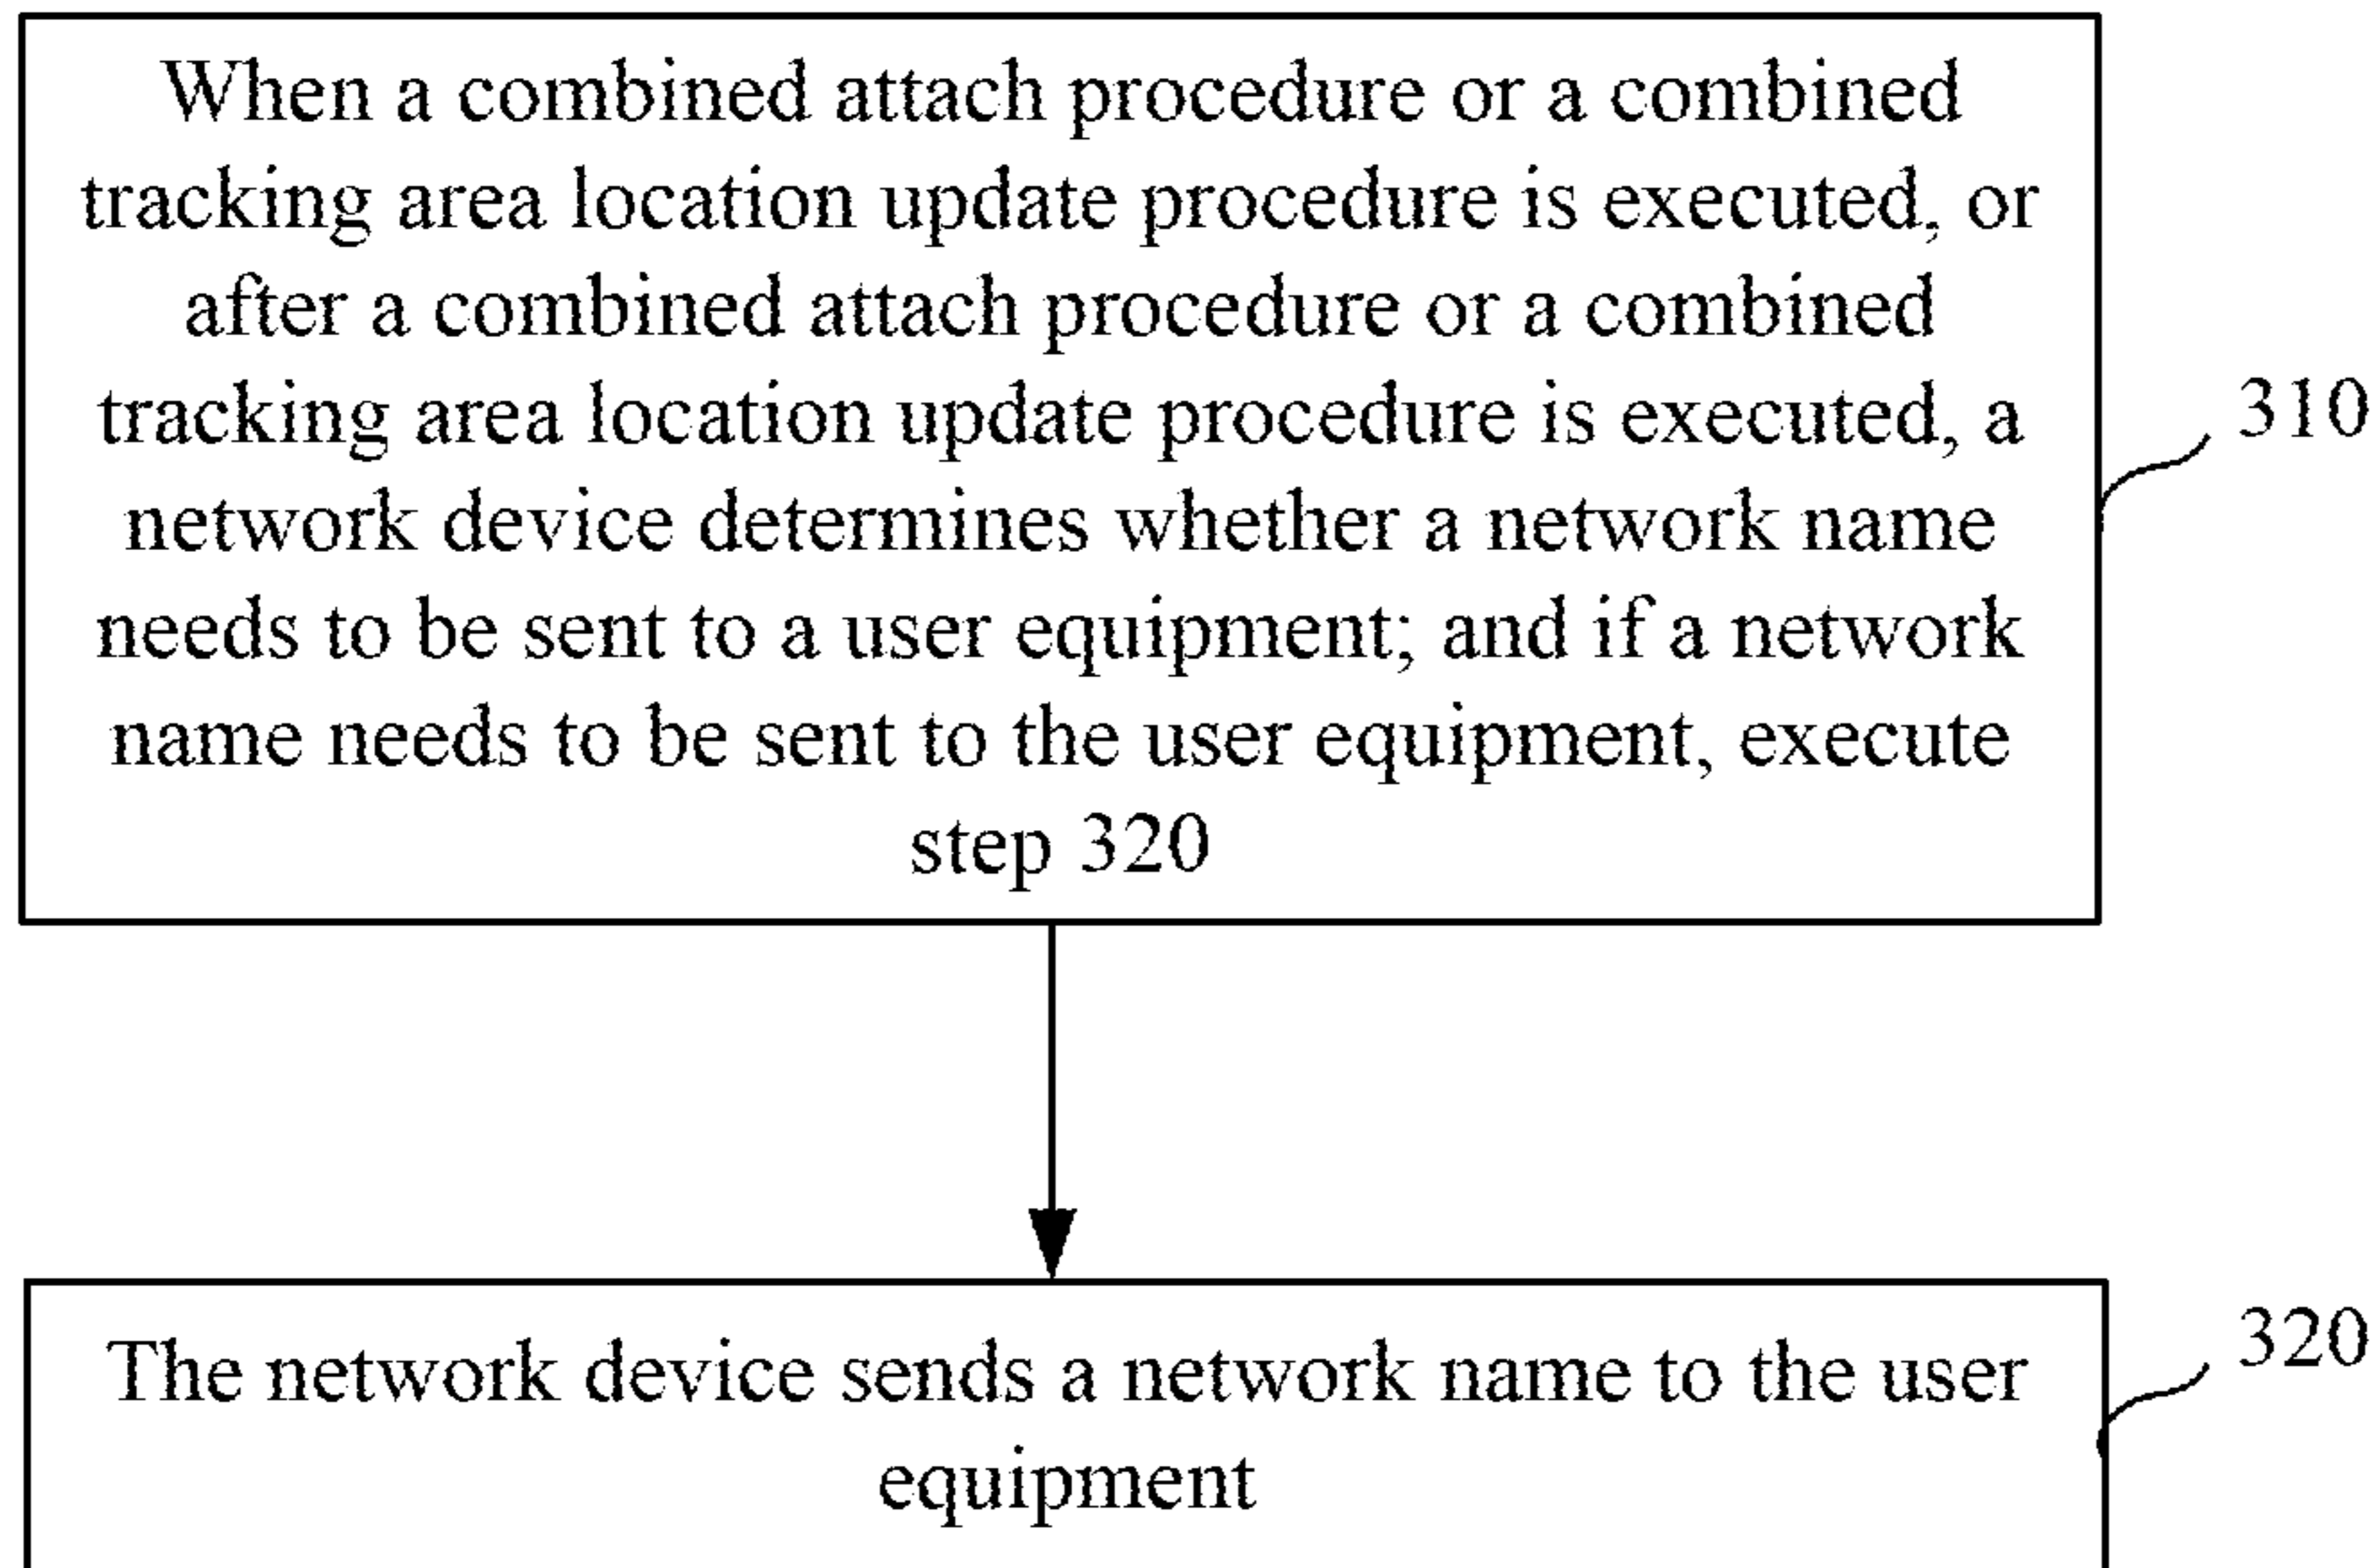 When a combined attach procedure or a combined
tracking area location update procedure is executed, or
after a combined attach procedure or a combined
tracking area location update procedure is executed, a
network device determines whether a network name
needs to be sent to a user equipment; and if a network
name needs to be sent to the user equipment, execute
step 320
310
The network device sends a network name to the user
equipment
320